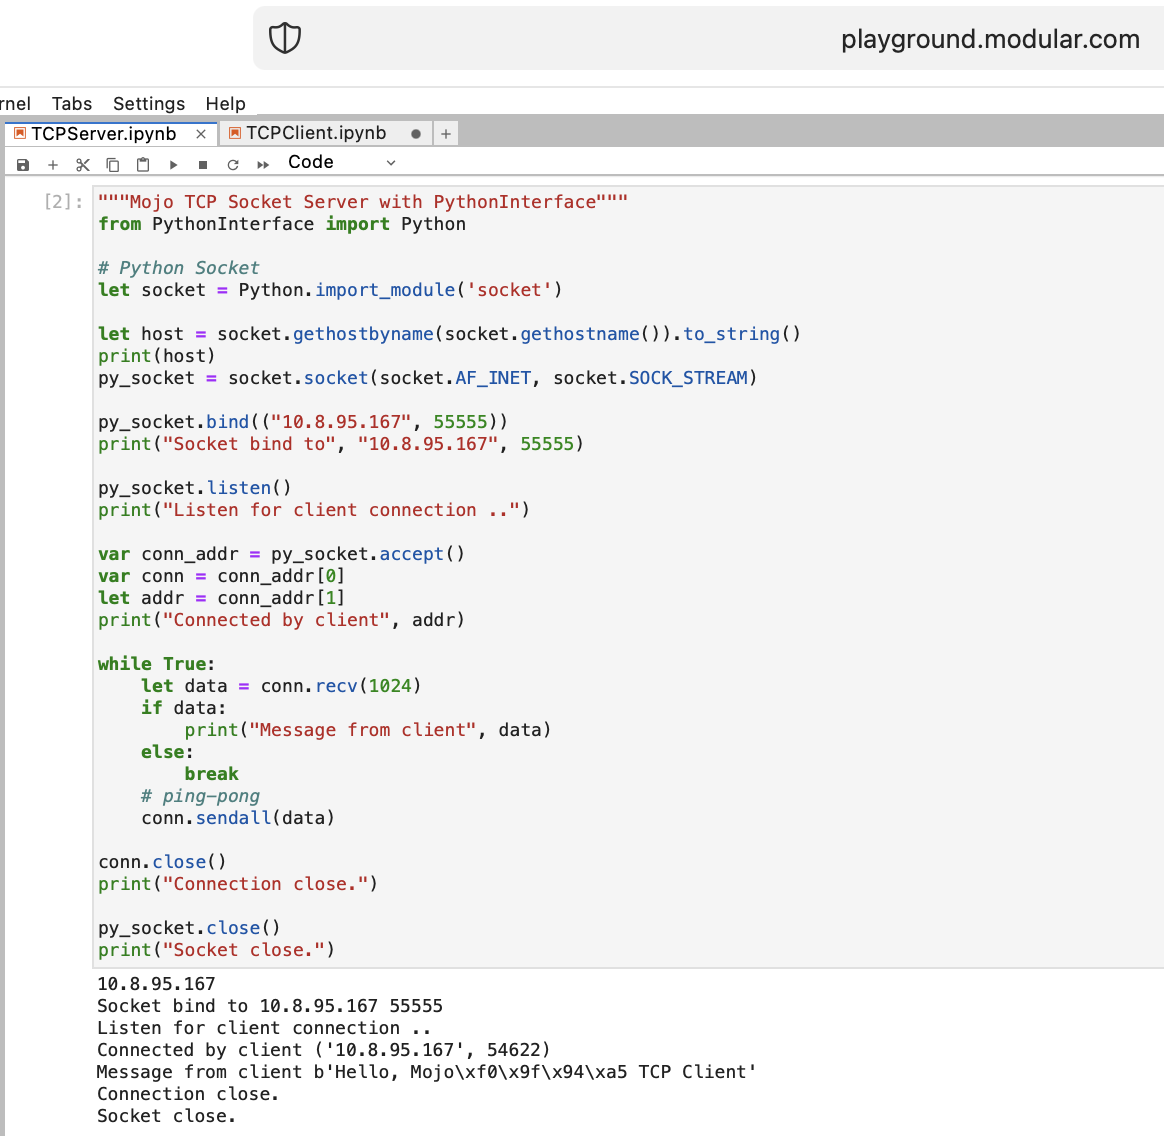 playground.modular.com
rnel Tabs Settings Help
TCPServer.ipynb × TCPClient.ipynb ● +
Code
[2]: """Mojo TCP Socket Server with PythonInterface"""
from PythonInterface import Python
# Python Socket
let socket = Python.import_module('socket')
let host = socket.gethostbyname(socket.gethostname()).to_string()
print(host)
py_socket = socket.socket(socket.AF_INET, socket.SOCK_STREAM)
py_socket.bind(("10.8.95.167", 55555))
print("Socket bind to", "10.8.95.167", 55555)
py_socket.listen()
print("Listen for client connection ..")
var conn_addr = py_socket.accept()
var conn = conn_addr[0]
let addr = conn_addr[1]
print("Connected by client", addr)
while True:
    let data = conn.recv(1024)
    if data:
        print("Message from client", data)
    else:
        break
    # ping-pong
    conn.sendall(data)
conn.close()
print("Connection close.")
py_socket.close()
print("Socket close.")
10.8.95.167
Socket bind to 10.8.95.167 55555
Listen for client connection ..
Connected by client ('10.8.95.167', 54622)
Message from client b'Hello, Mojo\xf0\x9f\x94\xa5 TCP Client'
Connection close.
Socket close.